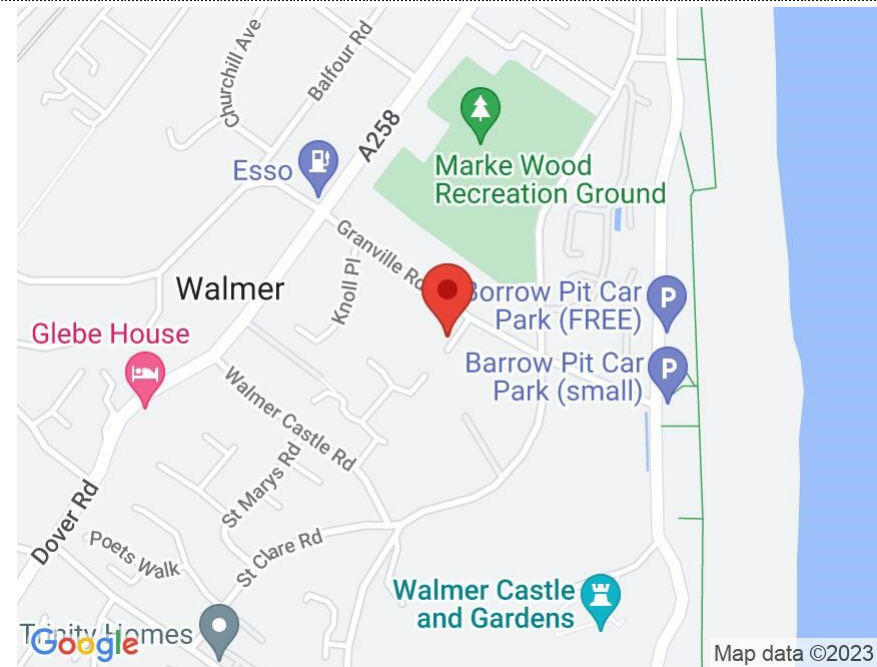 Churchill Ave
Balfour Rd
A258
Esso
Marke Wood
Recreation Ground
Granville Rd
Knoll Pl
Walmer
Borrow Pit Car
Park (FREE)
P
Glebe House
Barrow Pit Car
Park (small)
P
Walmer Castle Rd
St Marys Rd
Dover Rd
Poets Walk
St Clare Rd
Walmer Castle
and Gardens
Trinity Homes
Google
Map data ©2023